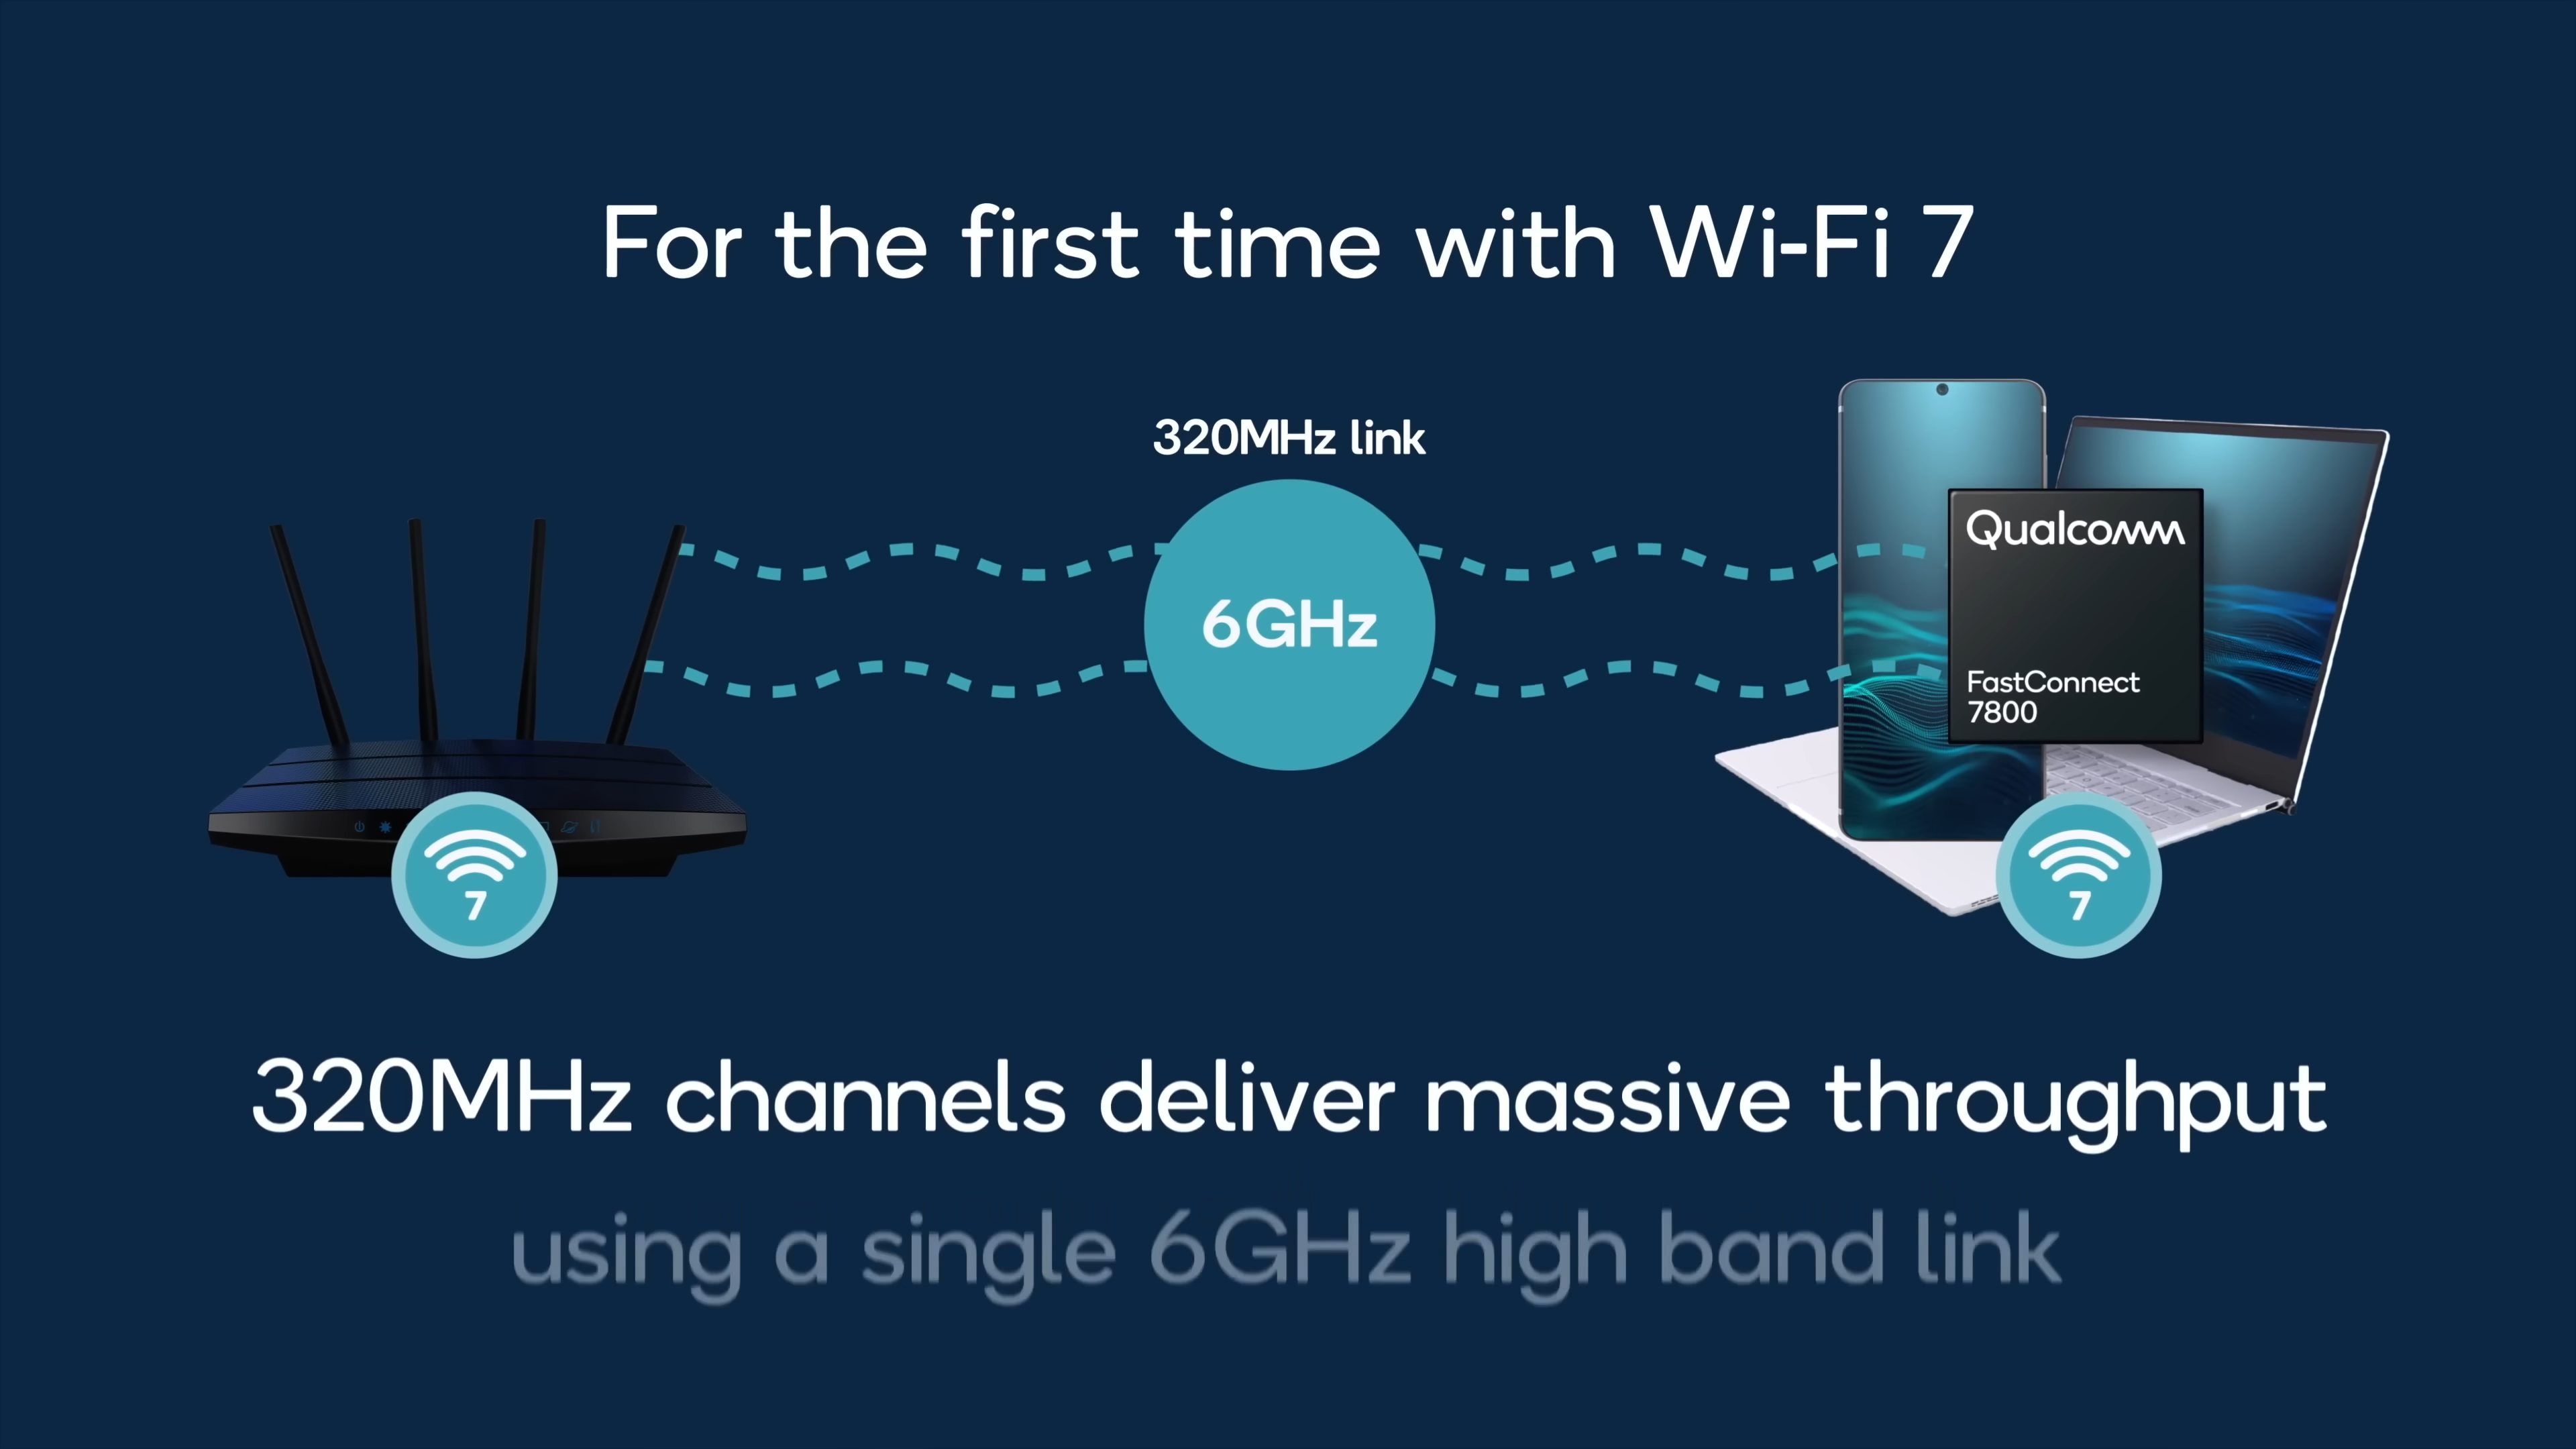 For the first time with Wi-Fi 7
320MHz link
6GHz
Qualcomm
FastConnect
7800
7
7
320MHz channels deliver massive throughput
using a single 6GHz high band link